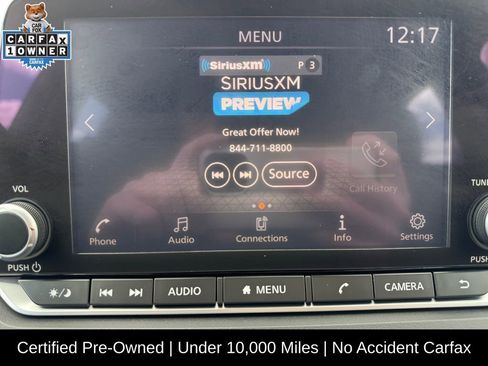 CAR
FOX
CARFAX
1 OWNER
MENU
12:17
SiriusXM P 3
SIRIUSXM
PREVIEW
Great Offer Now!
844-711-8800
Source
Call History
VOL
TUNE
Phone
Audio
Connections
Info
Settings
PUSH
PUSH
AUDIO
MENU
CAMERA
Certified Pre-Owned | Under 10,000 Miles | No Accident Carfax